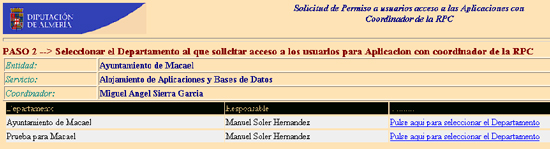 DIPUTACIÓN
DE ALMERÍA
Solicitud de Permiso a usuarios acceso a las Aplicaciones con
Coordinador de la RPC
PASO 2 --> Seleccionar el Departamento al que solicitar acceso a los usuarios para Aplicacion con coordinador de la RPC
Entidad: Ayuntamiento de Macael
Servicio: Alojamiento de Aplicaciones y Bases de Datos
Coordinador: Miguel Angel Sierra Garcia
Departamento Responsable
Ayuntamiento de Macael Manuel Soler Hernandez Pulse aqui para seleccionar el Departamento
Prueba para Macael Manuel Soler Hernandez Pulse aqui para seleccionar el Departamento